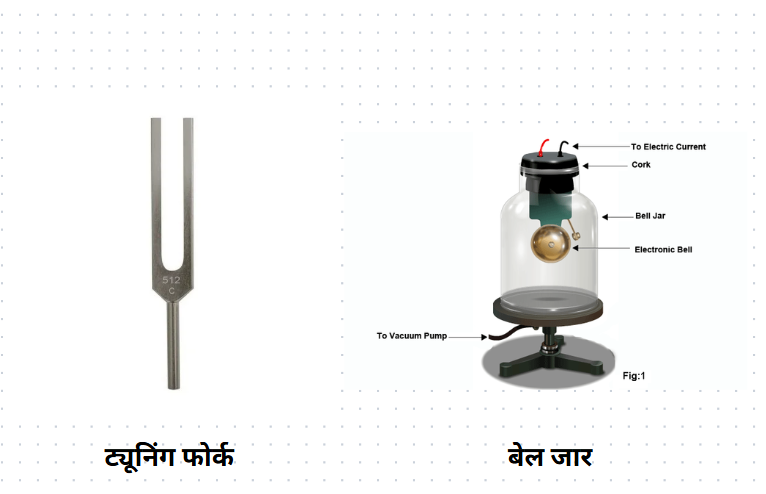 512
C
To Electric Current
Cork
Bell Jar
Electronic Bell
To Vacuum Pump
Fig:1
ट्यूनिंग फोर्क
बेल जार